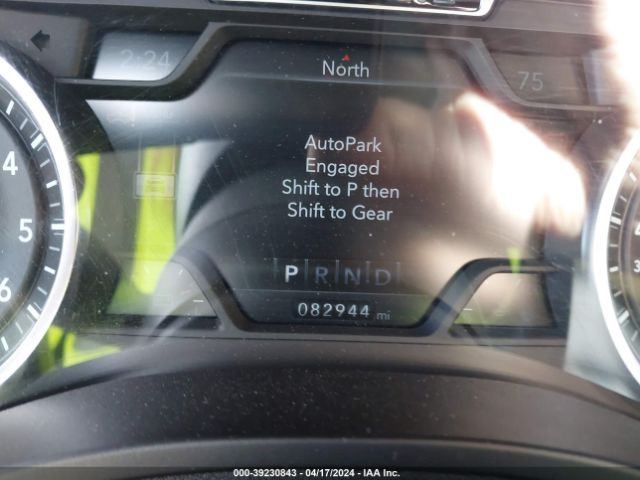 2:24
North
75
AutoPark
Engaged
Shift to P then
Shift to Gear
4
5
6
P R N D
082944 mi
000-39230843 - 04/17/2024 - IAA Inc.